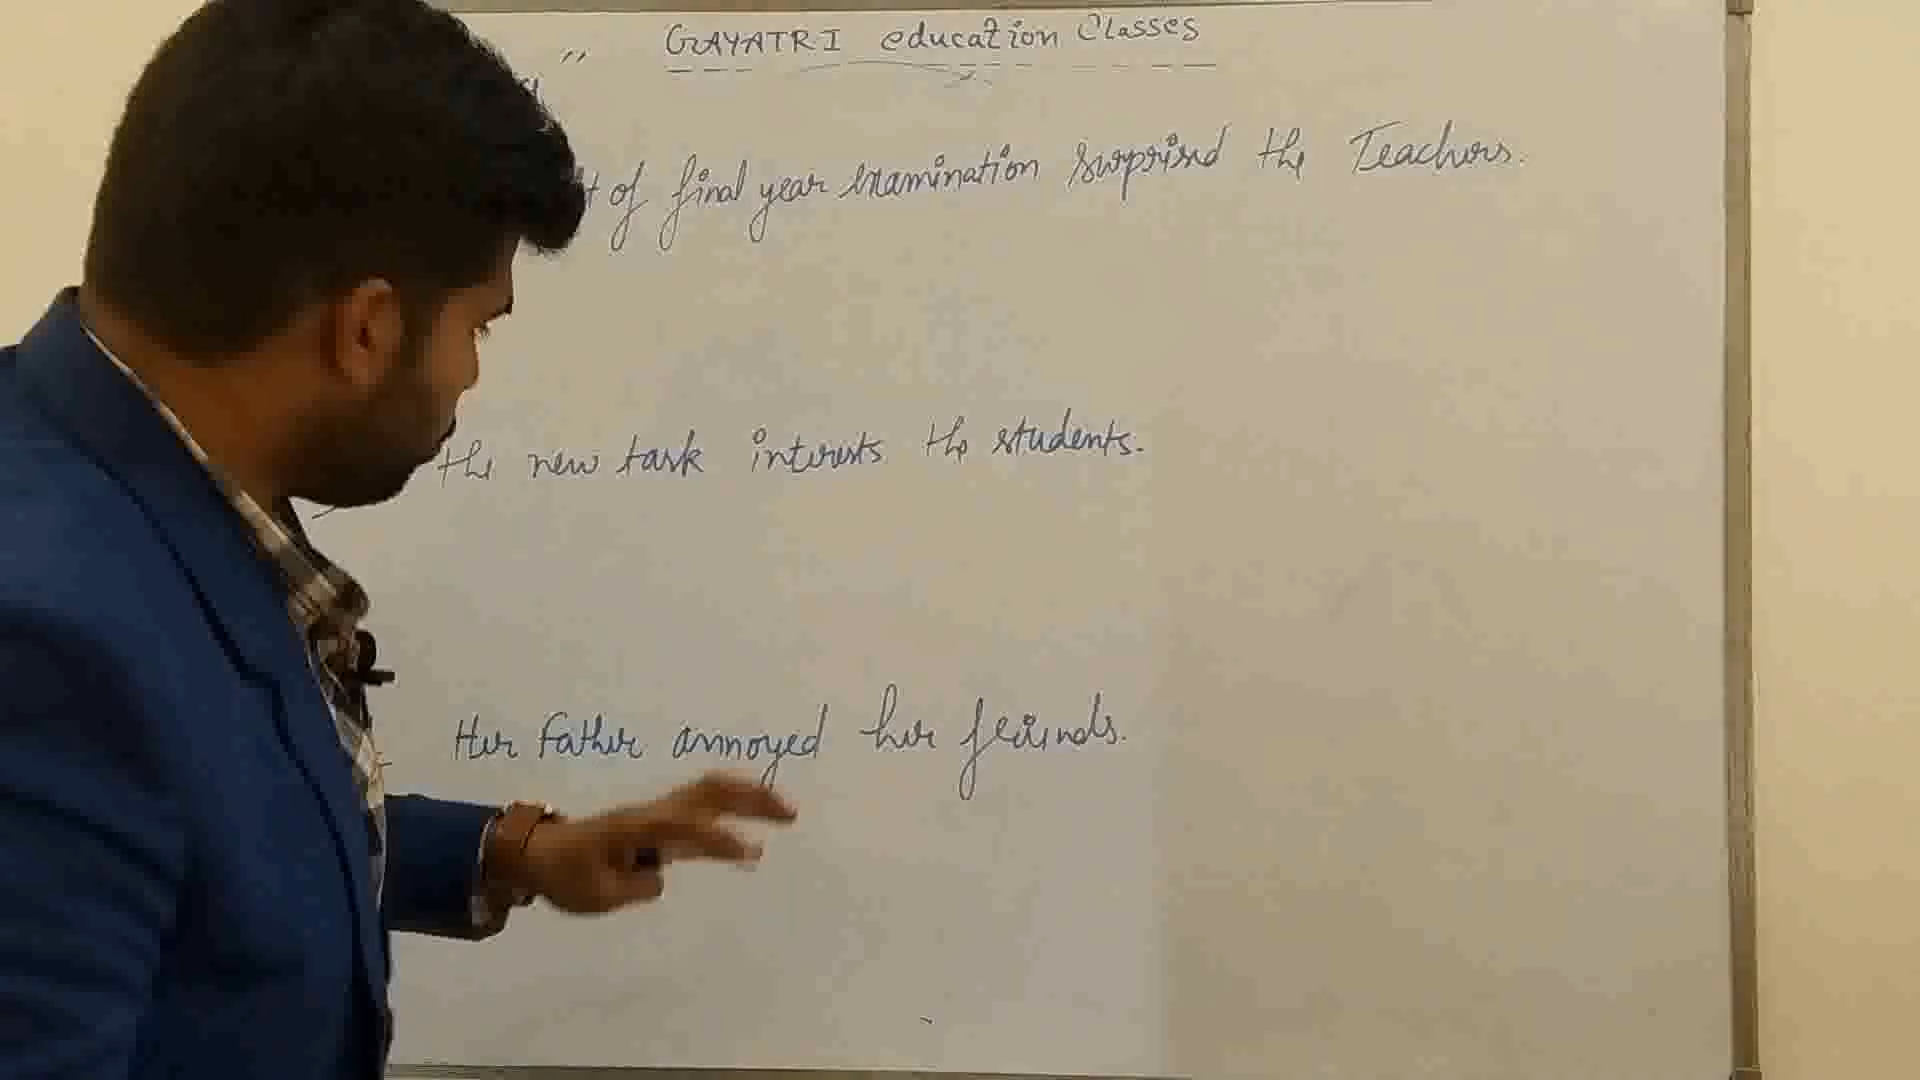 " GAYATRI education Classes
of final year examination surprised the Teachers.
the new task interests the students.
Her Father annoyed her friends.